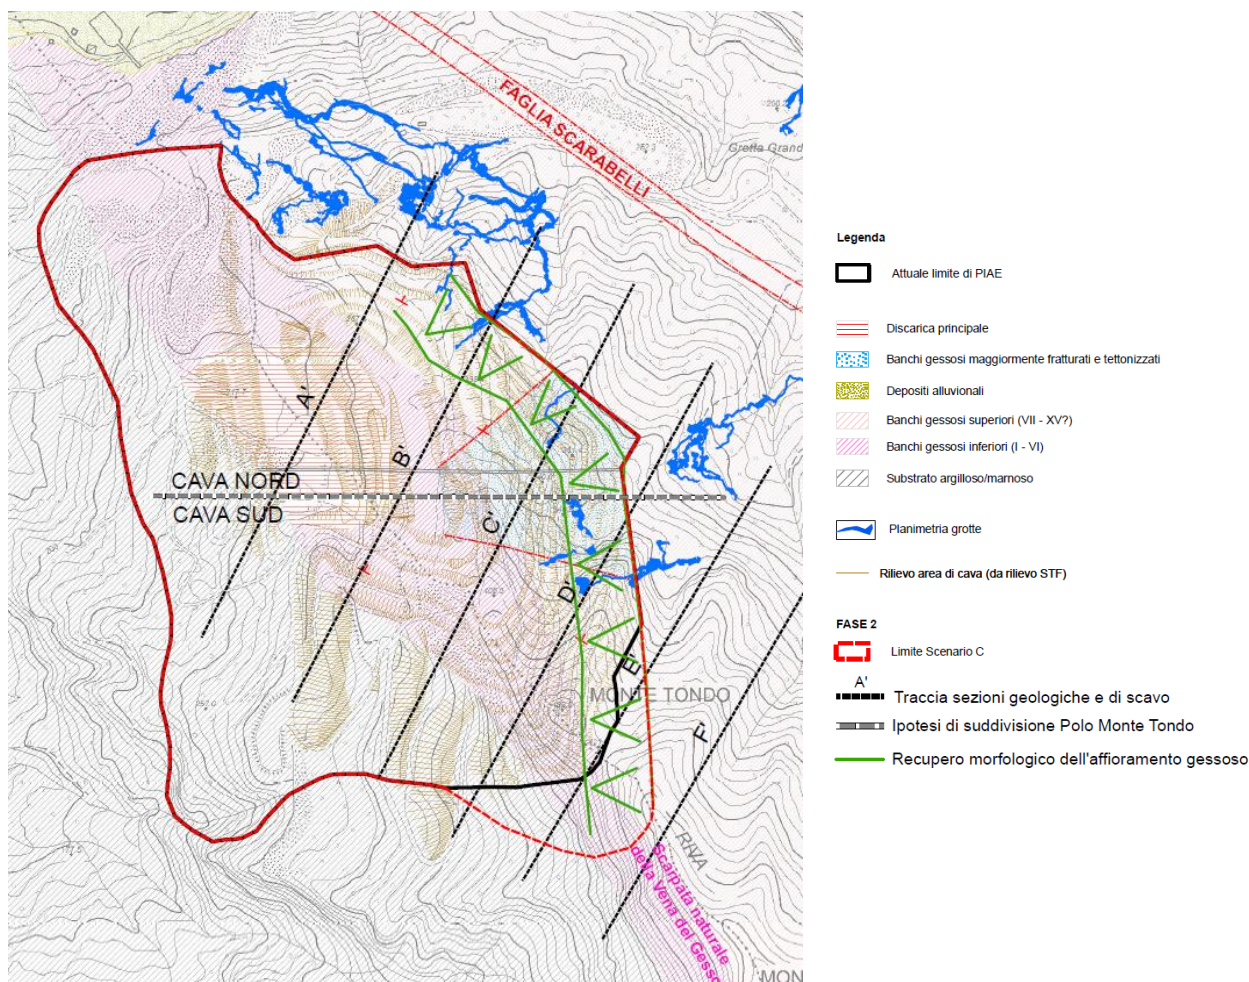 FAGLIA SCARABELLI
Gretta Grand
A'
B'
CAVA NORD
CAVA SUD
C'
D'
E'
MONTE TONDO
F'
RIVA
Scarpata naturale
della Vena del Gesso
MON
Legenda
Attuale limite di PIAE
Discarica principale
Banchi gessosi maggiormente fratturati e tettonizzati
Depositi alluvionali
Banchi gessosi superiori (VII - XV?)
Banchi gessosi inferiori (I - VI)
Substrato argilloso/marnoso
Planimetria grotte
Rilievo area di cava (da rilievo STF)
FASE 2
Limite Scenario C
A'
Traccia sezioni geologiche e di scavo
Ipotesi di suddivisione Polo Monte Tondo
Recupero morfologico dell'affioramento gessoso